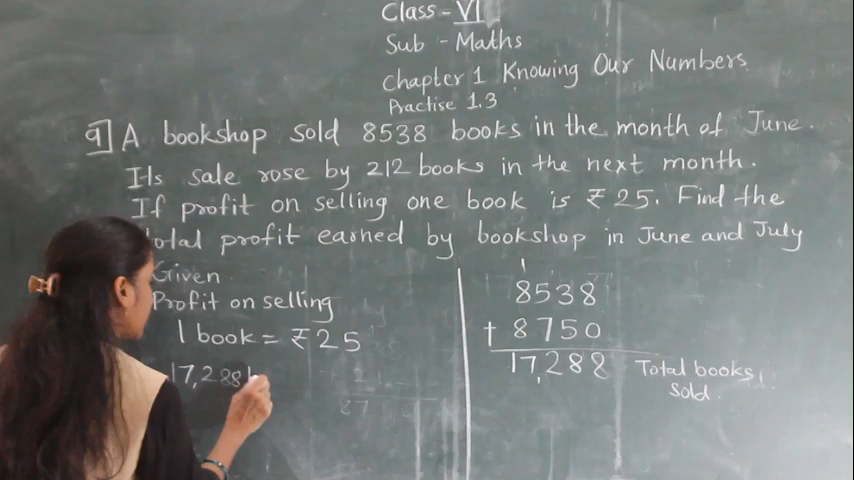 Class-VI
Sub - Maths
Chapter 1 Knowing Our Numbers
Practise 1.3
9] A bookshop sold 8538 books in the month of June.
Its sale rose by 212 books in the next month.
If profit on selling one book is ₹25. Find the
total profit earned by bookshop in June and July
Given
Profit on selling
1 book = ₹25
17,288
1
8538
+ 8750
17,288 Total books
sold.